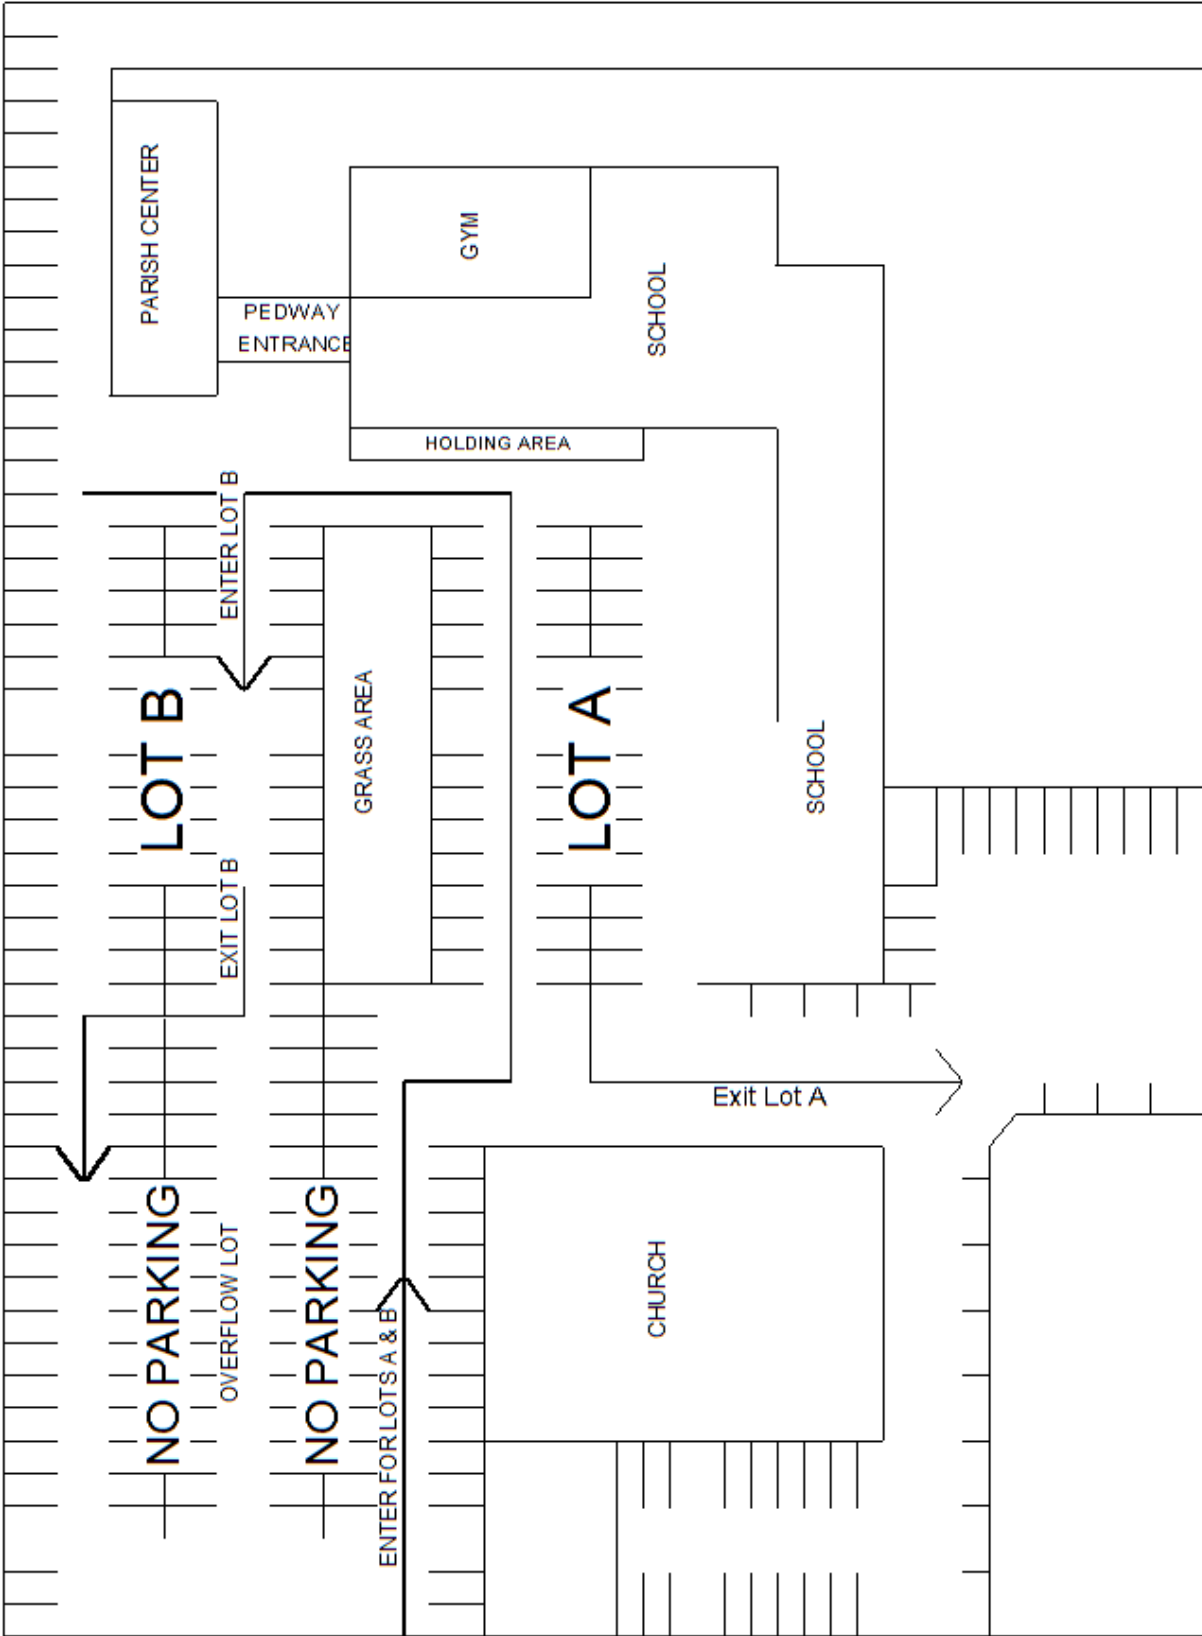 PARISH CENTER
GYM
SCHOOL
PEDWAY
ENTRANCE
HOLDING AREA
ENTER LOT B
LOT B
GRASS AREA
LOT A
SCHOOL
EXIT LOT B
Exit Lot A
NO PARKING
OVERFLOW LOT
NO PARKING
ENTER FOR LOTS A & B
CHURCH